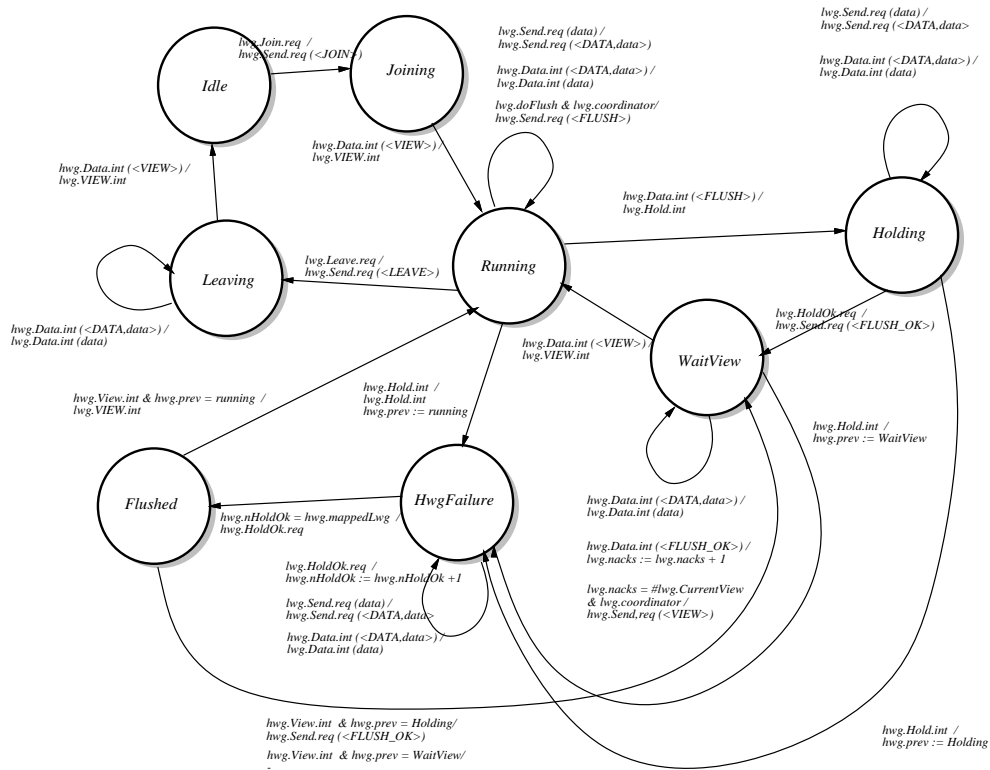 lwg.Send.req (data) /
hwg.Send.req (<DATA,data>
hwg.Data.int (<DATA,data>) /
lwg.Data.int (data)
lwg.Send.req (data) /
hwg.Send.req (<DATA,data>)
hwg.Data.int (<DATA,data>) /
lwg.Data.int (data)
lwg.doFlush & lwg.coordinator/
hwg.Send.req (<FLUSH>)
lwg.Join.req /
hwg.Send.req (<JOIN>)
Idle
Joining
hwg.Data.int (<VIEW>) /
lwg.VIEW.int
hwg.Data.int (<VIEW>) /
lwg.VIEW.int
hwg.Data.int (<FLUSH>) /
lwg.Hold.int
Holding
Running
Leaving
lwg.Leave.req /
hwg.Send.req (<LEAVE>)
hwg.Data.int (<DATA,data>) /
lwg.Data.int (data)
lwg.HoldOk.req /
hwg.Send.req (<FLUSH_OK>)
hwg.Data.int (<VIEW>) /
lwg.VIEW.int
WaitView
hwg.View.int & hwg.prev = running /
lwg.VIEW.int
hwg.Hold.int /
lwg.Hold.int
hwg.prev := running
hwg.Hold.int /
hwg.prev := WaitView
Flushed
HwgFailure
hwg.nHoldOk = hwg.mappedLwg /
hwg.HoldOk.req
hwg.Data.int (<DATA,data>) /
lwg.Data.int (data)
hwg.Data.int (<FLUSH_OK>) /
lwg.nacks := lwg.nacks + 1
lwg.nacks = #lwg.CurrentView
& lwg.coordinator /
hwg.Send,req (<VIEW>)
lwg.HoldOk.req /
hwg.nHoldOk := hwg.nHoldOk +1
lwg.Send.req (data) /
hwg.Send.req (<DATA,data>
hwg.Data.int (<DATA,data>) /
lwg.Data.int (data)
hwg.View.int & hwg.prev = Holding/
hwg.Send.req (<FLUSH_OK>)
hwg.View.int & hwg.prev = WaitView/
-
hwg.Hold.int /
hwg.prev := Holding